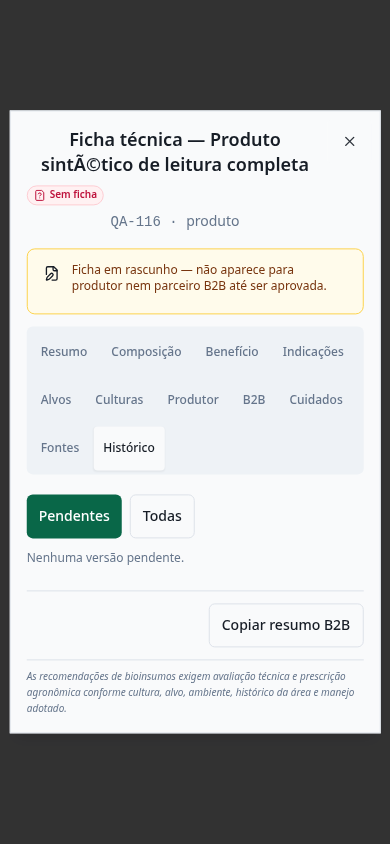 Ficha técnica — Produto
sintÃ©tico de leitura completa
Sem ficha
QA-116 · produto
Ficha em rascunho — não aparece para
produtor nem parceiro B2B até ser aprovada.
Resumo Composição Benefício Indicações
Alvos Culturas Produtor B2B Cuidados
Fontes Histórico
Pendentes Todas
Nenhuma versão pendente.
Copiar resumo B2B
As recomendações de bioinsumos exigem avaliação técnica e prescrição
agronômica conforme cultura, alvo, ambiente, histórico da área e manejo
adotado.